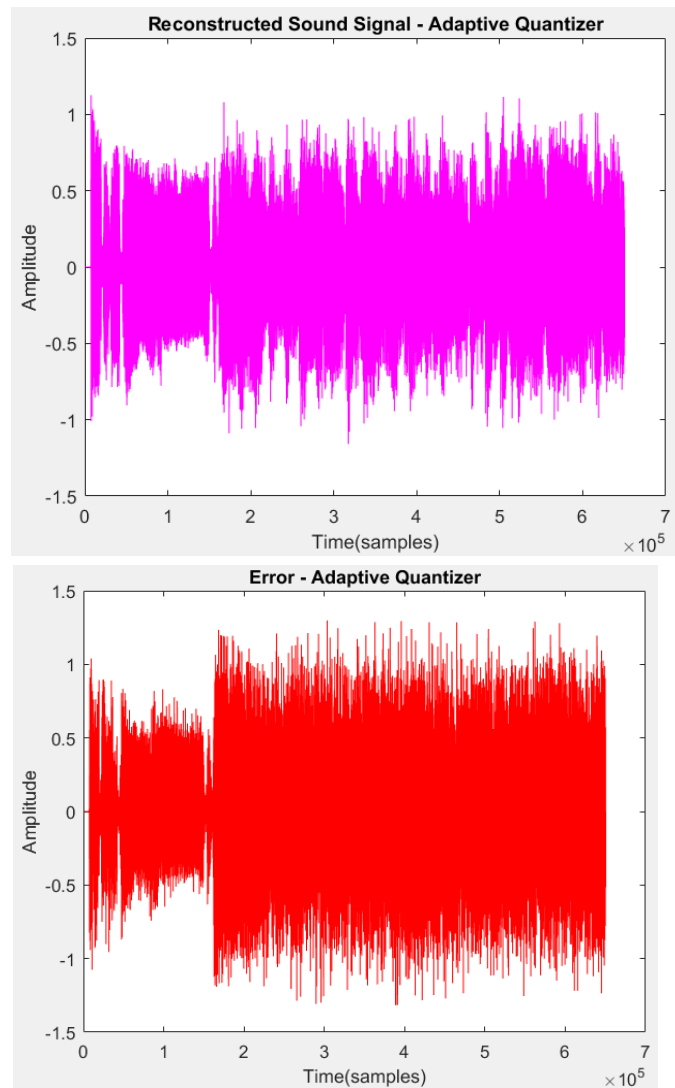 Reconstructed Sound Signal - Adaptive Quantizer
1.5
1
0.5
0
-0.5
-1
-1.5
Amplitude
0 1 2 3 4 5 6 7
Time(samples)
×10^5
Error - Adaptive Quantizer
1.5
1
0.5
0
-0.5
-1
-1.5
Amplitude
0 1 2 3 4 5 6 7
Time(samples)
×10^5